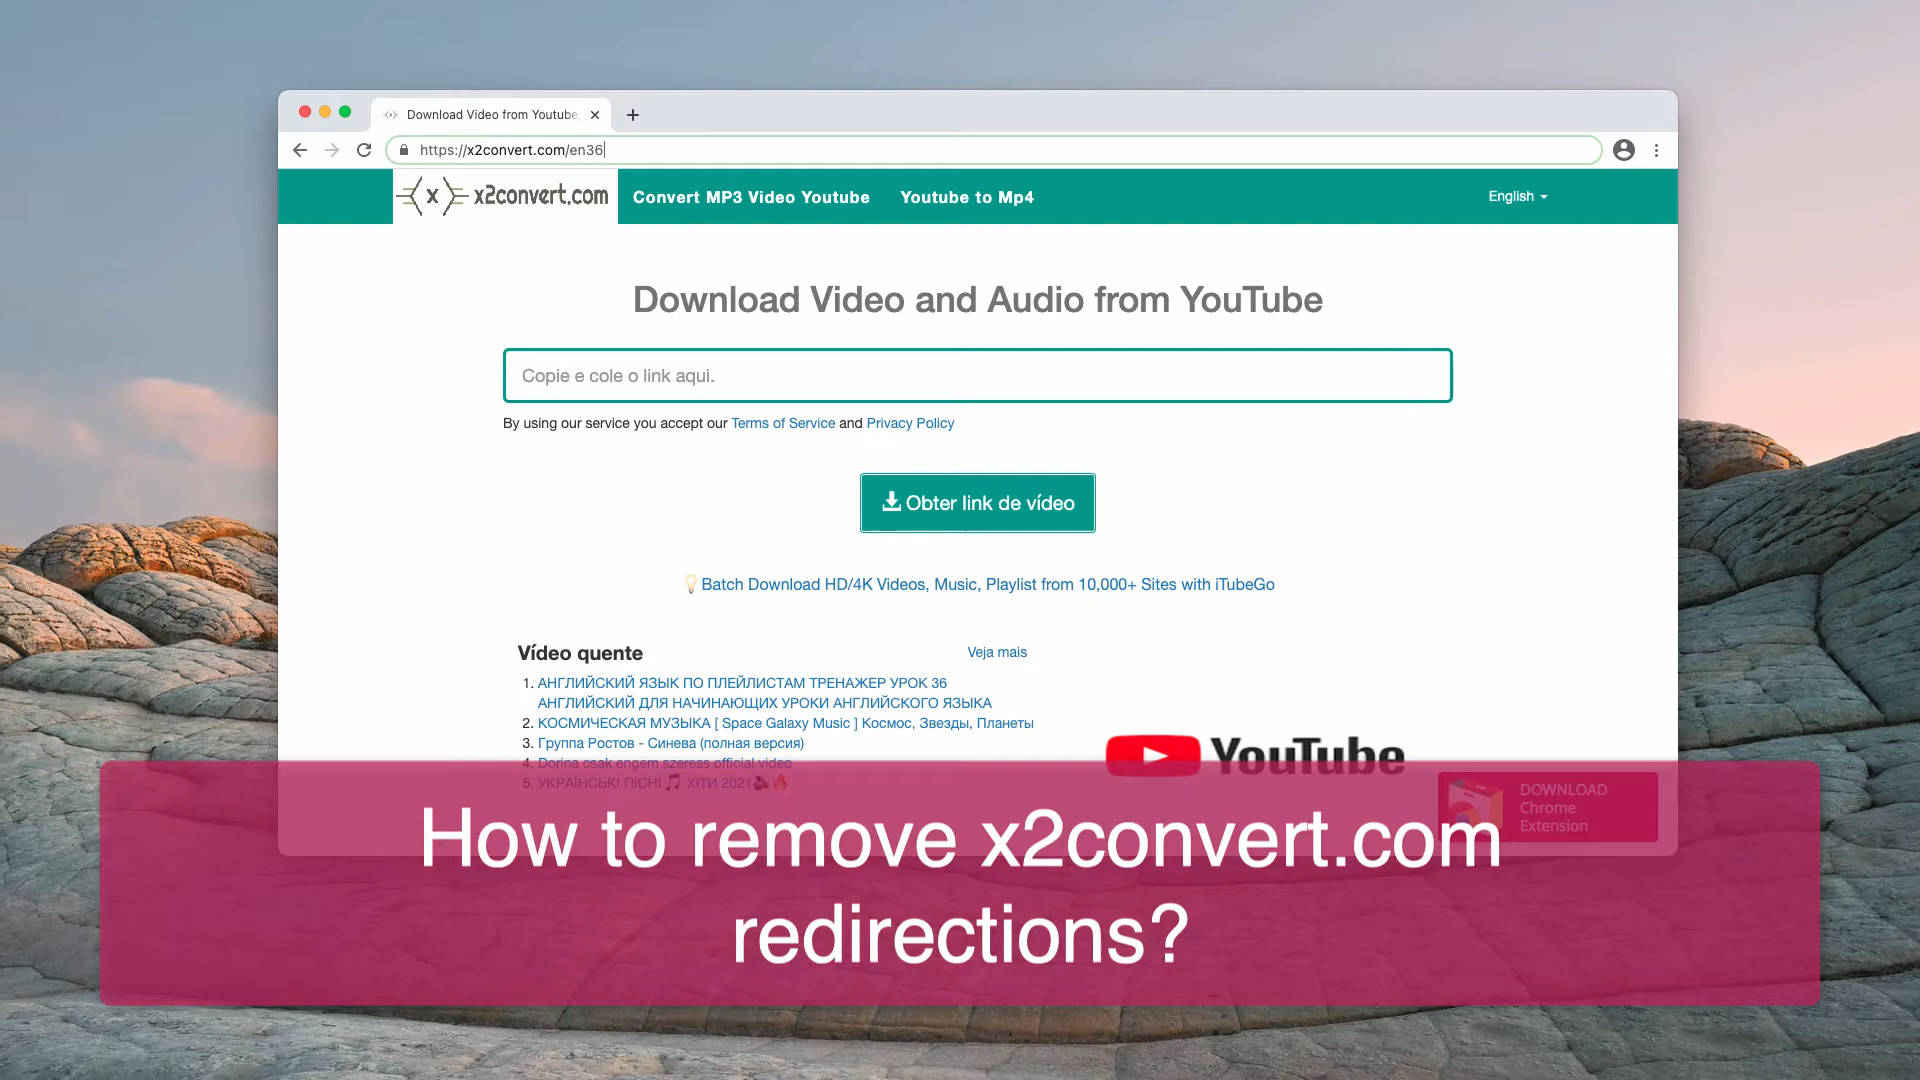 Download Video from Youtube,
https://x2convert.com/en36
x x2convert.com
Convert MP3 Video Youtube
Youtube to Mp4
English
Download Video and Audio from YouTube
Copie e cole o link aqui.
By using our service you accept our Terms of Service and Privacy Policy
Obter link de vídeo
Batch Download HD/4K Videos, Music, Playlist from 10,000+ Sites with iTubeGo
Vídeo quente
Veja mais
1. АНГЛИЙСКИЙ ЯЗЫК ПО ПЛЕЙЛИСТАМ ТРЕНАЖЕР УРОК 36
АНГЛИЙСКИЙ ДЛЯ НАЧИНАЮЩИХ УРОКИ АНГЛИЙСКОГО ЯЗЫКА
2. КОСМИЧЕСКАЯ МУЗЫКА [ Space Galaxy Music ] Космос, Звезды, Планеты
3. Группа Ростов - Синева (полная версия)
4. Dorina csak engem szeress official video
5. УКРАЇНСЬКІ ПІСНІ 🎵 ХІТИ 2021
YouTube
DOWNLOAD
Chrome
Extension
How to remove x2convert.com
redirections?